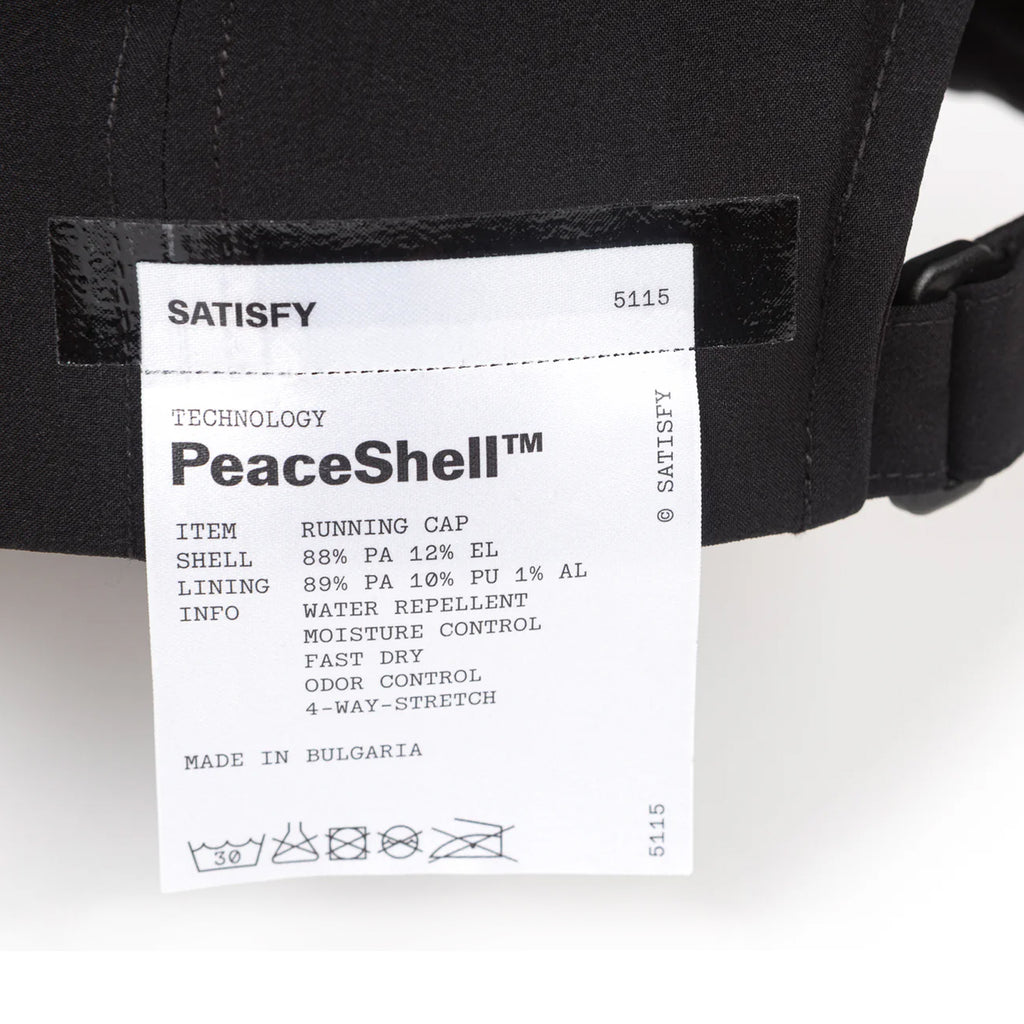 SATISFY 5115
TECHNOLOGY
PeaceShell™
© SATISFY
ITEM RUNNING CAP
SHELL 88% PA 12% EL
LINING 89% PA 10% PU 1% AL
INFO WATER REPELLENT
MOISTURE CONTROL
FAST DRY
ODOR CONTROL
4-WAY-STRETCH
MADE IN BULGARIA
30
5115